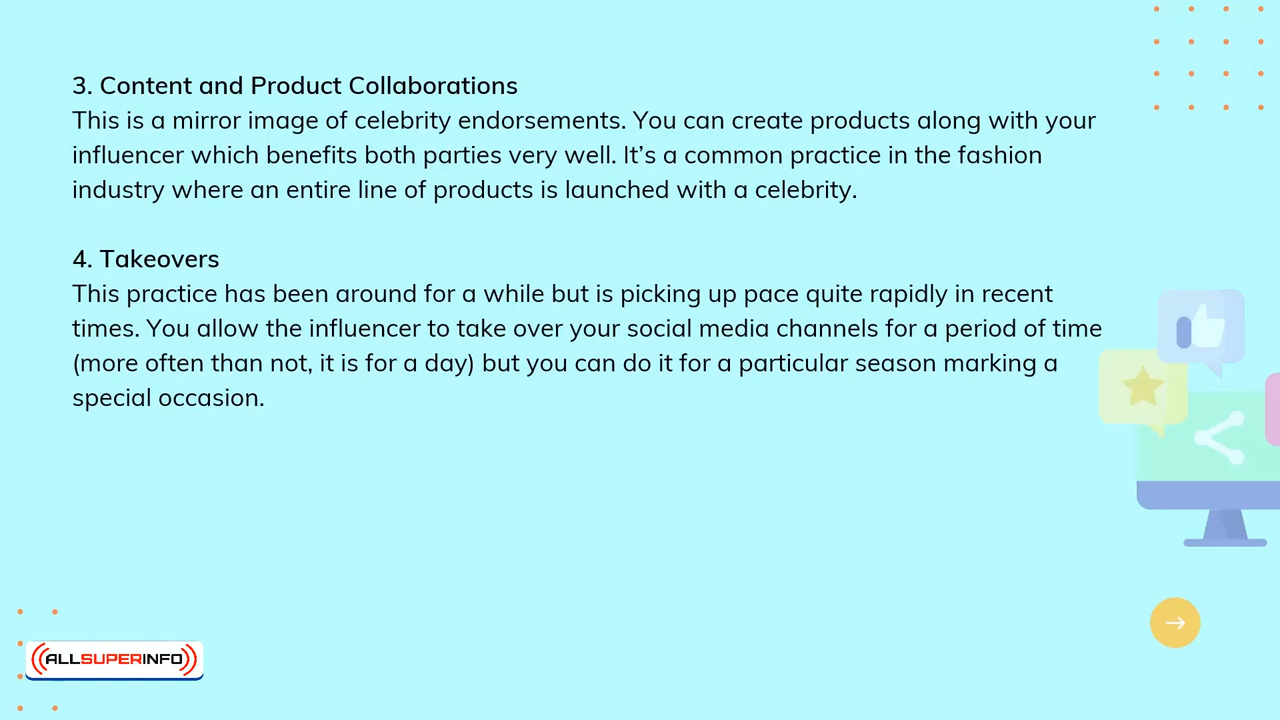 3. Content and Product Collaborations
This is a mirror image of celebrity endorsements. You can create products along with your
influencer which benefits both parties very well. It’s a common practice in the fashion
industry where an entire line of products is launched with a celebrity.
4. Takeovers
This practice has been around for a while but is picking up pace quite rapidly in recent
times. You allow the influencer to take over your social media channels for a period of time
(more often than not, it is for a day) but you can do it for a particular season marking a
special occasion.
ALLSUPERINFO